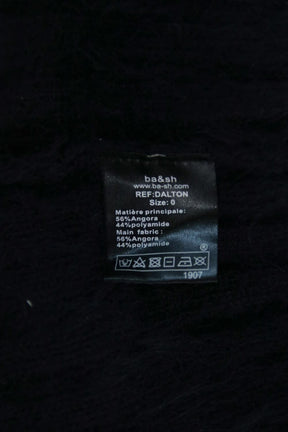 ba&sh
www.ba-sh.com
REF:DALTON
Size: 0
Matière principale:
56%Angora
44%polyamide
Main fabric :
56%Angora
44%polyamide
®
1907